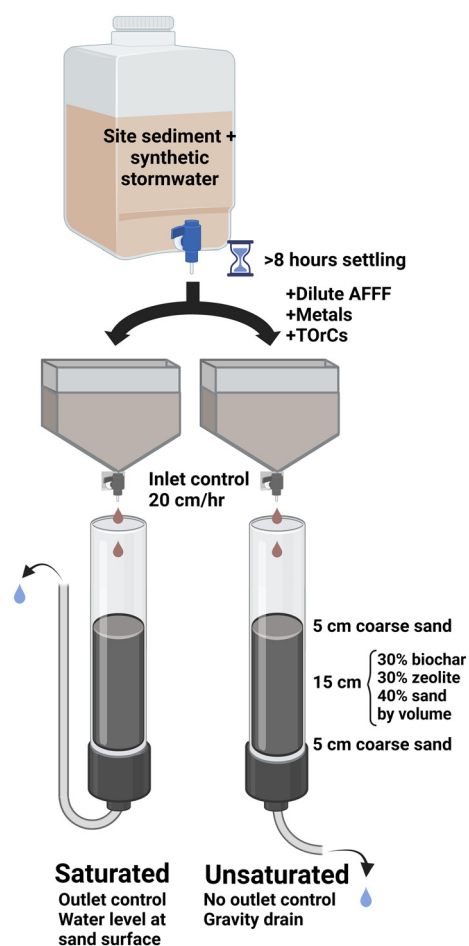 Site sediment +
synthetic
stormwater
>8 hours settling
+Dilute AFFF
+Metals
+TOrCs
Inlet control
20 cm/hr
5 cm coarse sand
15 cm
30% biochar
30% zeolite
40% sand
by volume
5 cm coarse sand
Saturated
Outlet control
Water level at
sand surface
Unsaturated
No outlet control
Gravity drain